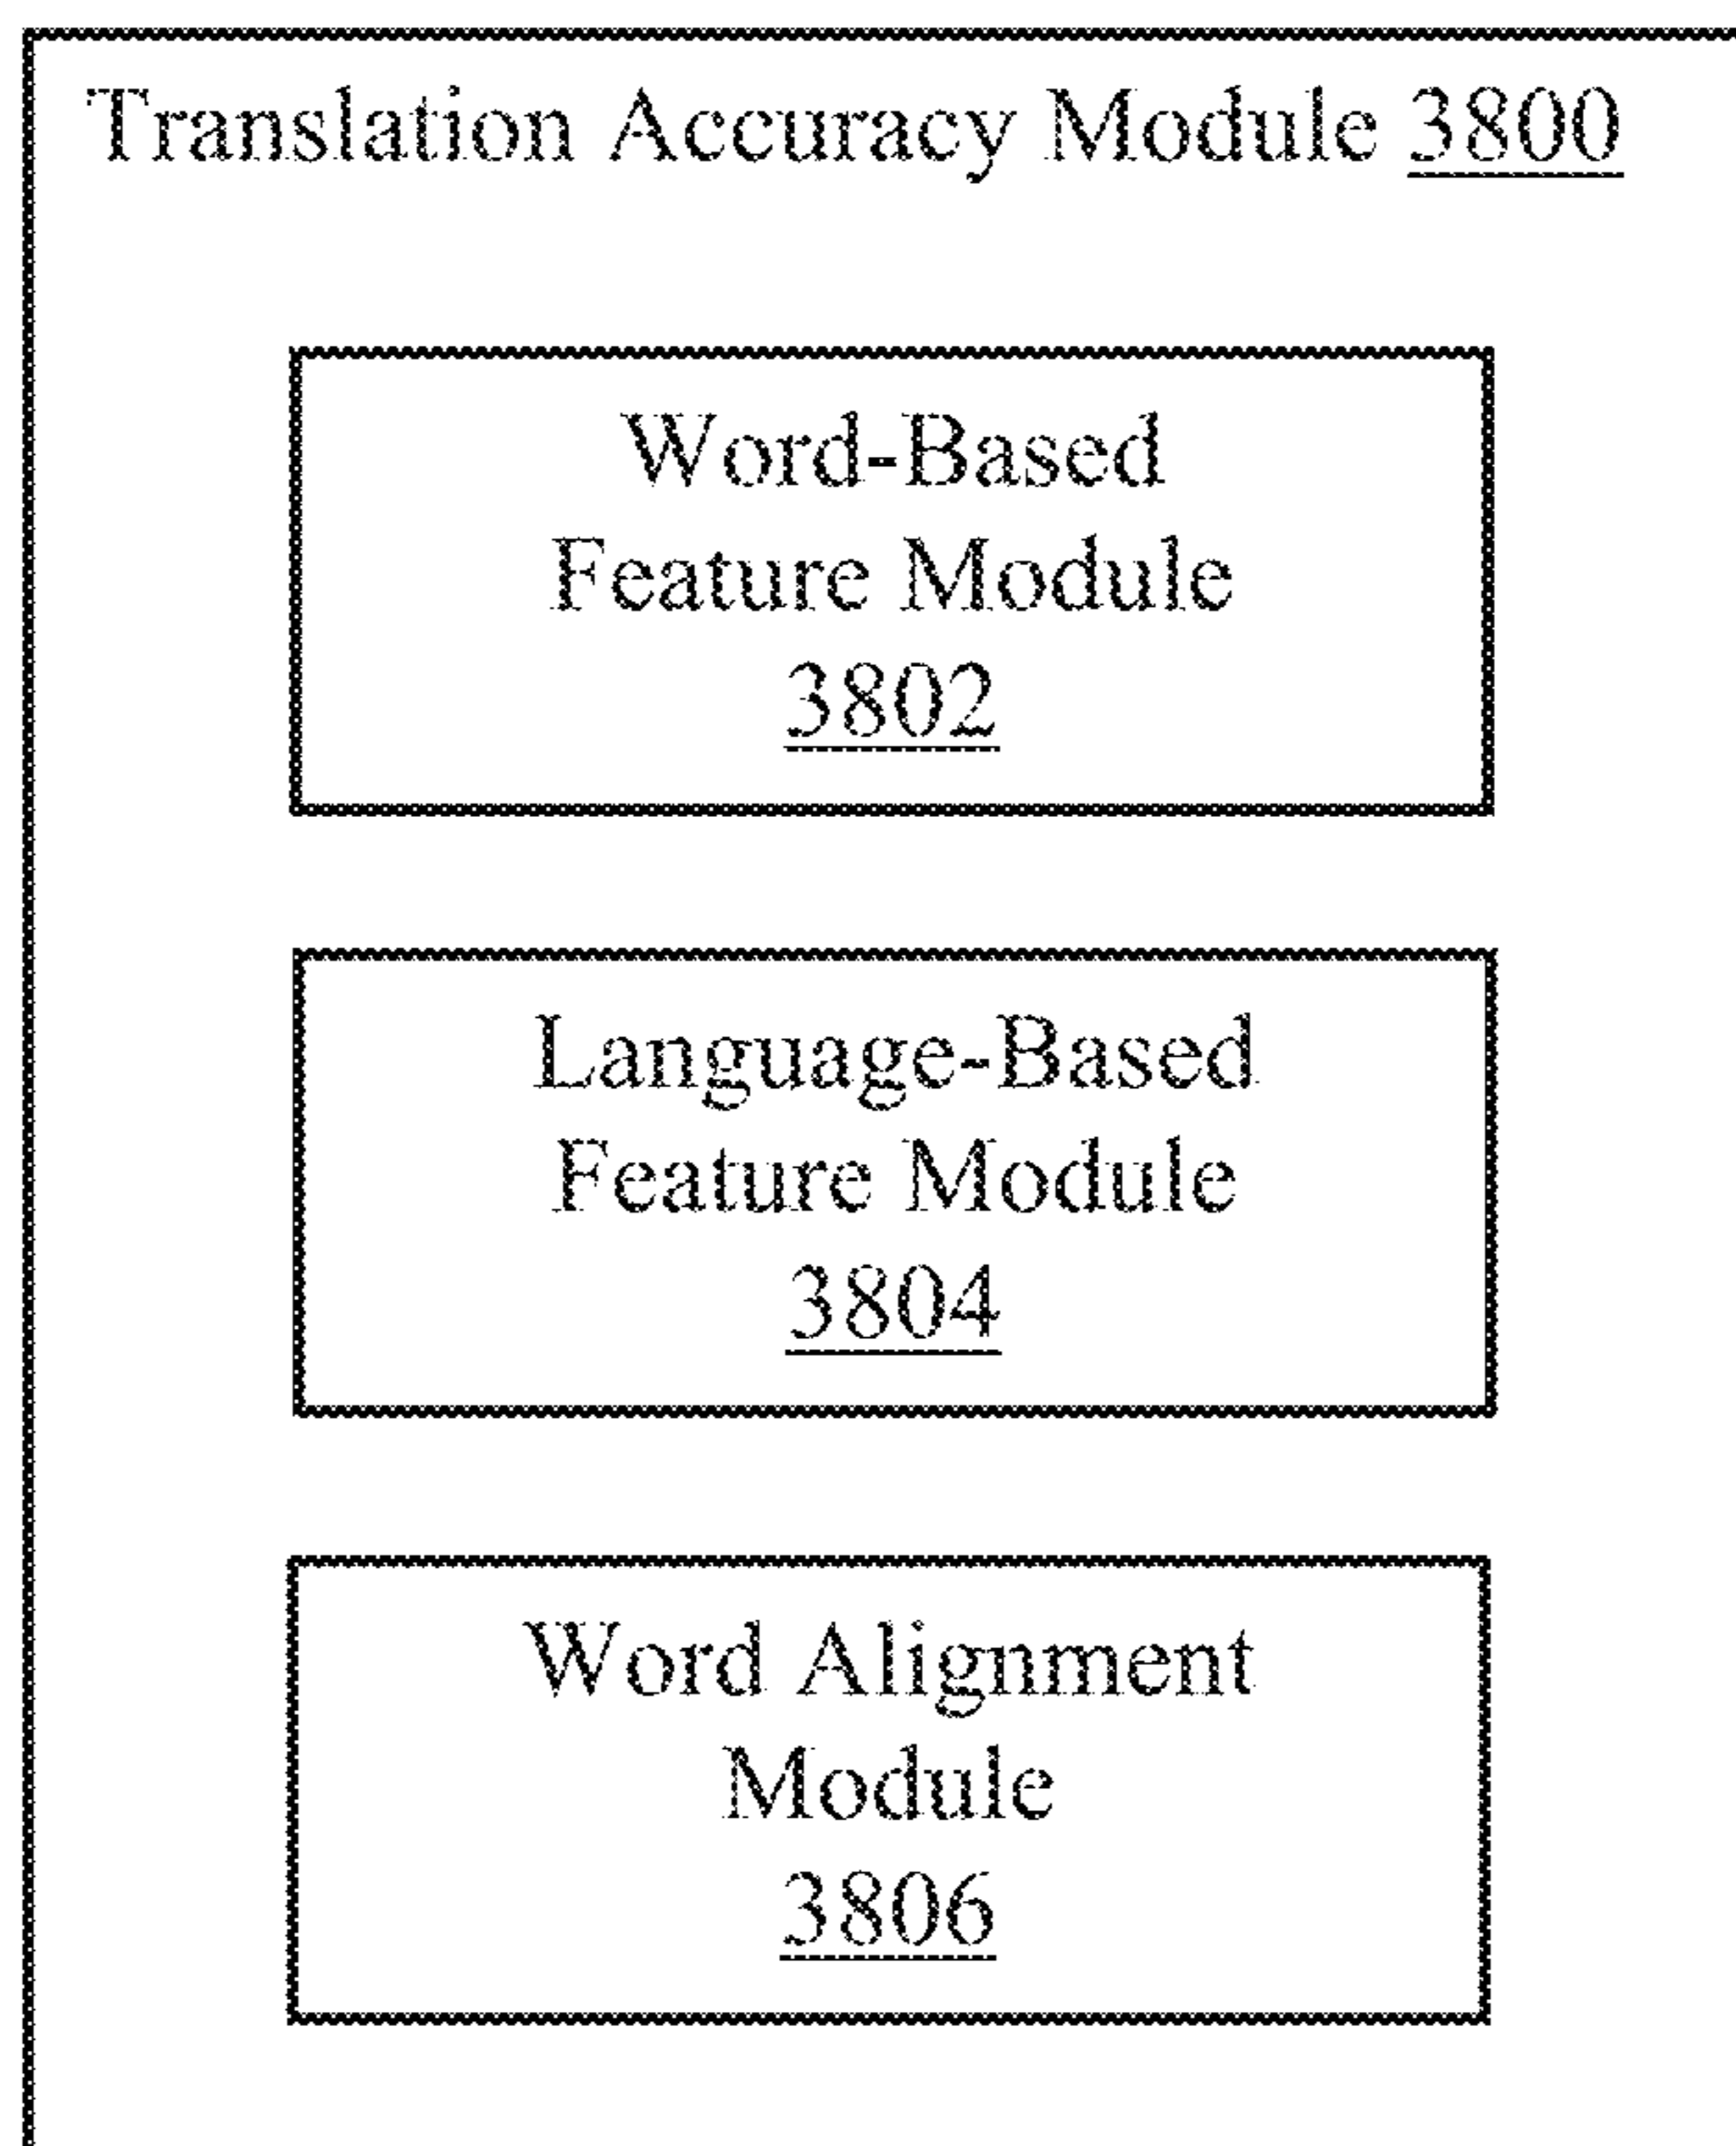 Translation Accuracy Module 3800
Word-Based
Feature Module
3802
Language-Based
Feature Module
3804
Word Alignment
Module
3806